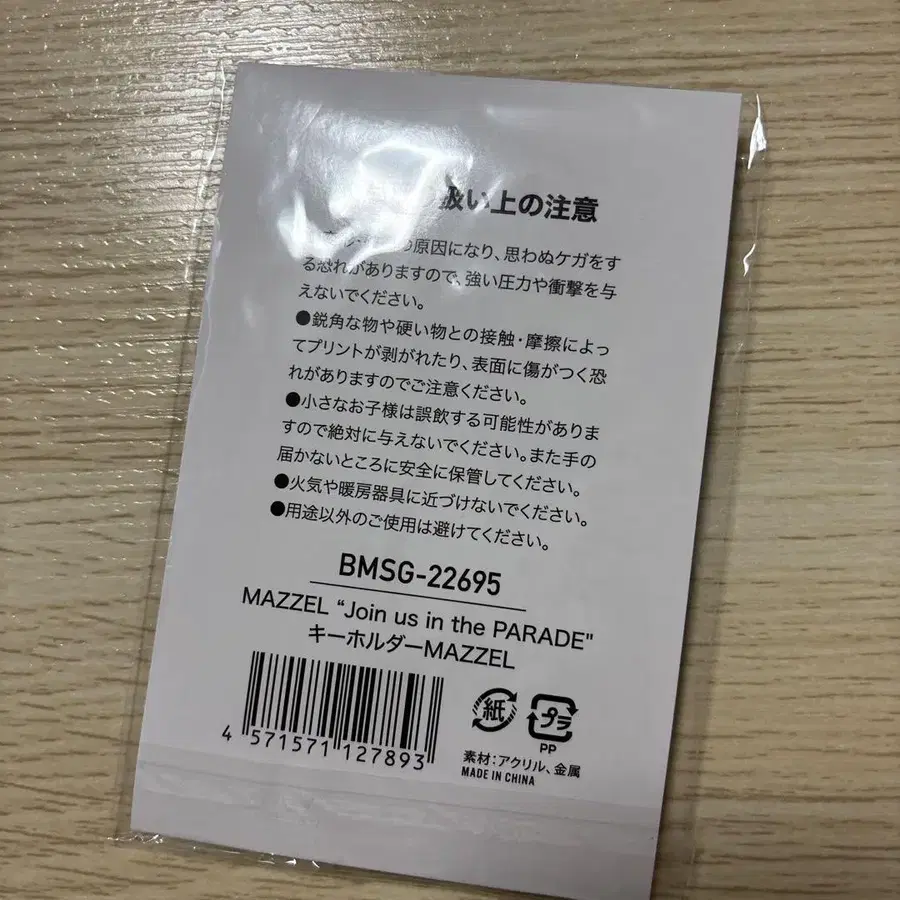 扱い上の注意
の原因になり、思わぬケガをす
る恐れがありますので、強い圧力や衝撃を与
えないでください。
●鋭角な物や硬い物との接触・摩擦によっ
てプリントが剥がれたり、表面に傷がつく恐
れがありますのでご注意ください。
●小さなお子様は誤飲する可能性がありま
すので絶対に与えないでください。また手の
届かないところに安全に保管してください。
●火気や暖房器具に近づけないでください。
●用途以外のご使用は避けてください。
BMSG-22695
MAZZEL “Join us in the PARADE"
キーホルダーMAZZEL
4 571571 127893
紙
プラ
PP
素材:アクリル、金属
MADE IN CHINA